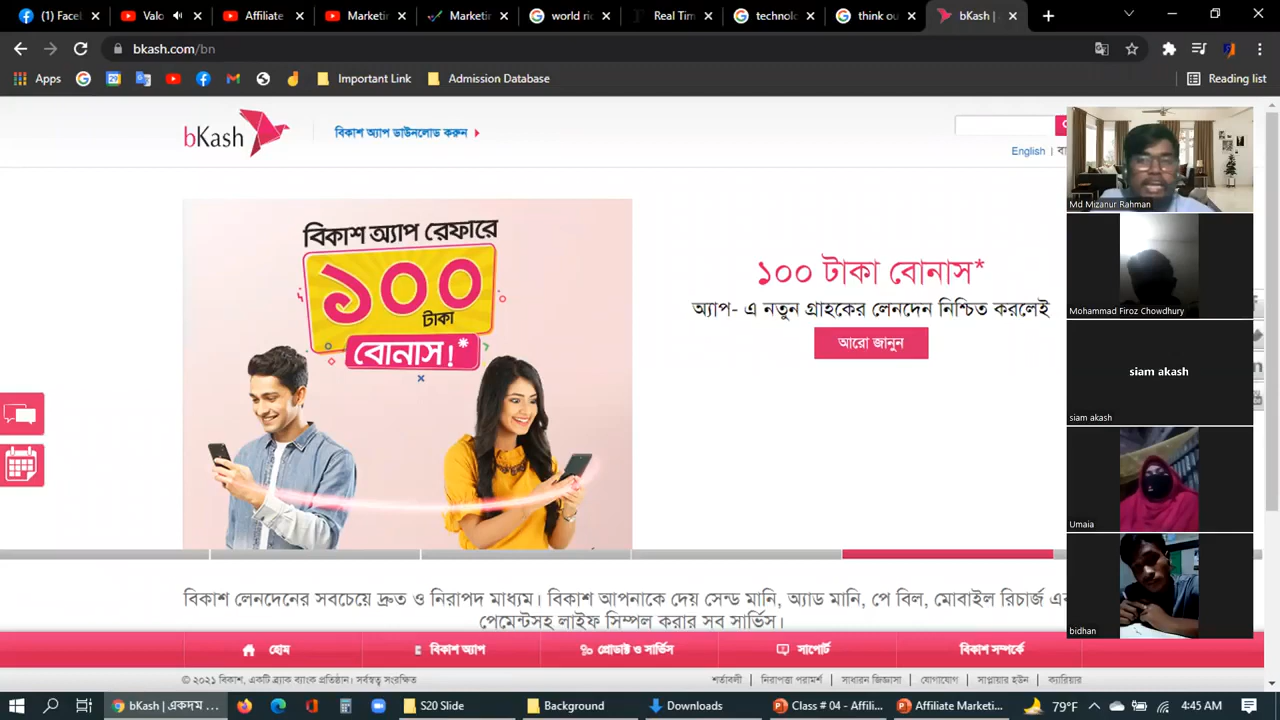 (1) Facel
Valo
Affiliate
Marketin
Marketin
world ric
Real Tim
technolo
think ou
bKash |
bkash.com/bn
Apps
Important Link
Admission Database
Reading list
bKash
বিকাশ অ্যাপ ডাউনলোড করুন
English
বিকাশ অ্যাপ রেফারে
১০০
টাকা
বোনাস!*
১০০ টাকা বোনাস*
অ্যাপ- এ নতুন গ্রাহকের লেনদেন নিশ্চিত করলেই
আরো জানুন
Md Mizanur Rahman
Mohammad Firoz Chowdhury
siam akash
siam akash
Umaia
bidhan
বিকাশ লেনদেনের সবচেয়ে দ্রুত ও নিরাপদ মাধ্যম। বিকাশ আপনাকে দেয় সেন্ড মানি, অ্যাড মানি, পে বিল, মোবাইল রিচার্জ
পেমেন্টসহ লাইফ সিম্পল করার সব সার্ভিস।
হোম
বিকাশ অ্যাপ
প্রোডাক্ট ও সার্ভিস
সাপোর্ট
বিকাশ সম্পর্কে
© ২০২১ বিকাশ, একটি ব্র্যাক ব্যাংক প্রতিষ্ঠান। সর্বস্বত্ব সংরক্ষিত
শর্তাবলী | নিরাপত্তা পরামর্শ | সাধারন জিজ্ঞাসা | যোগাযোগ | সাপ্লায়ার হউন | ক্যারিয়ার
bKash | একদম ...
S20 Slide
Background
Downloads
Class # 04 - Affili...
Affiliate Marketi...
79°F
4:45 AM